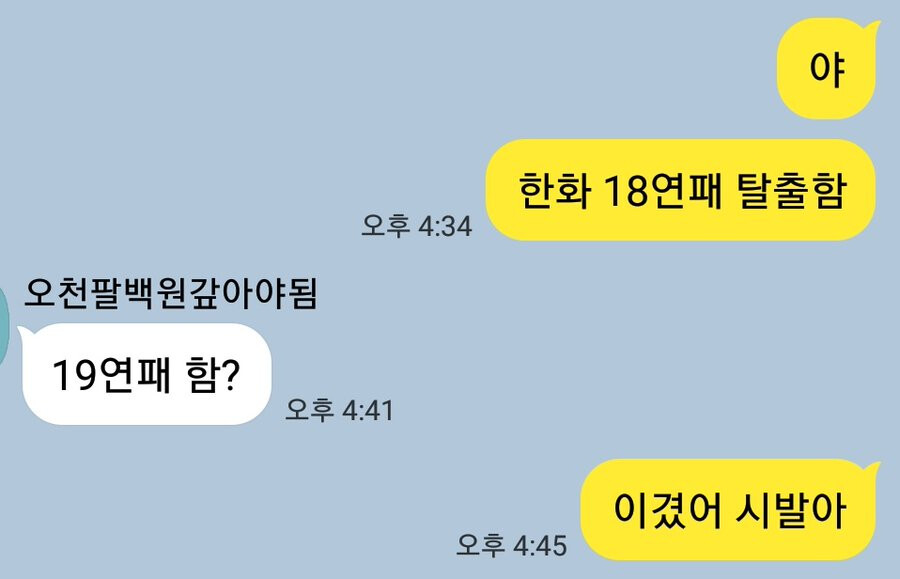 야
한화 18연패 탈출함
오후 4:34
오천팔백원갚아야됨
19연패 함?
오후 4:41
이겼어 시발아
오후 4:45